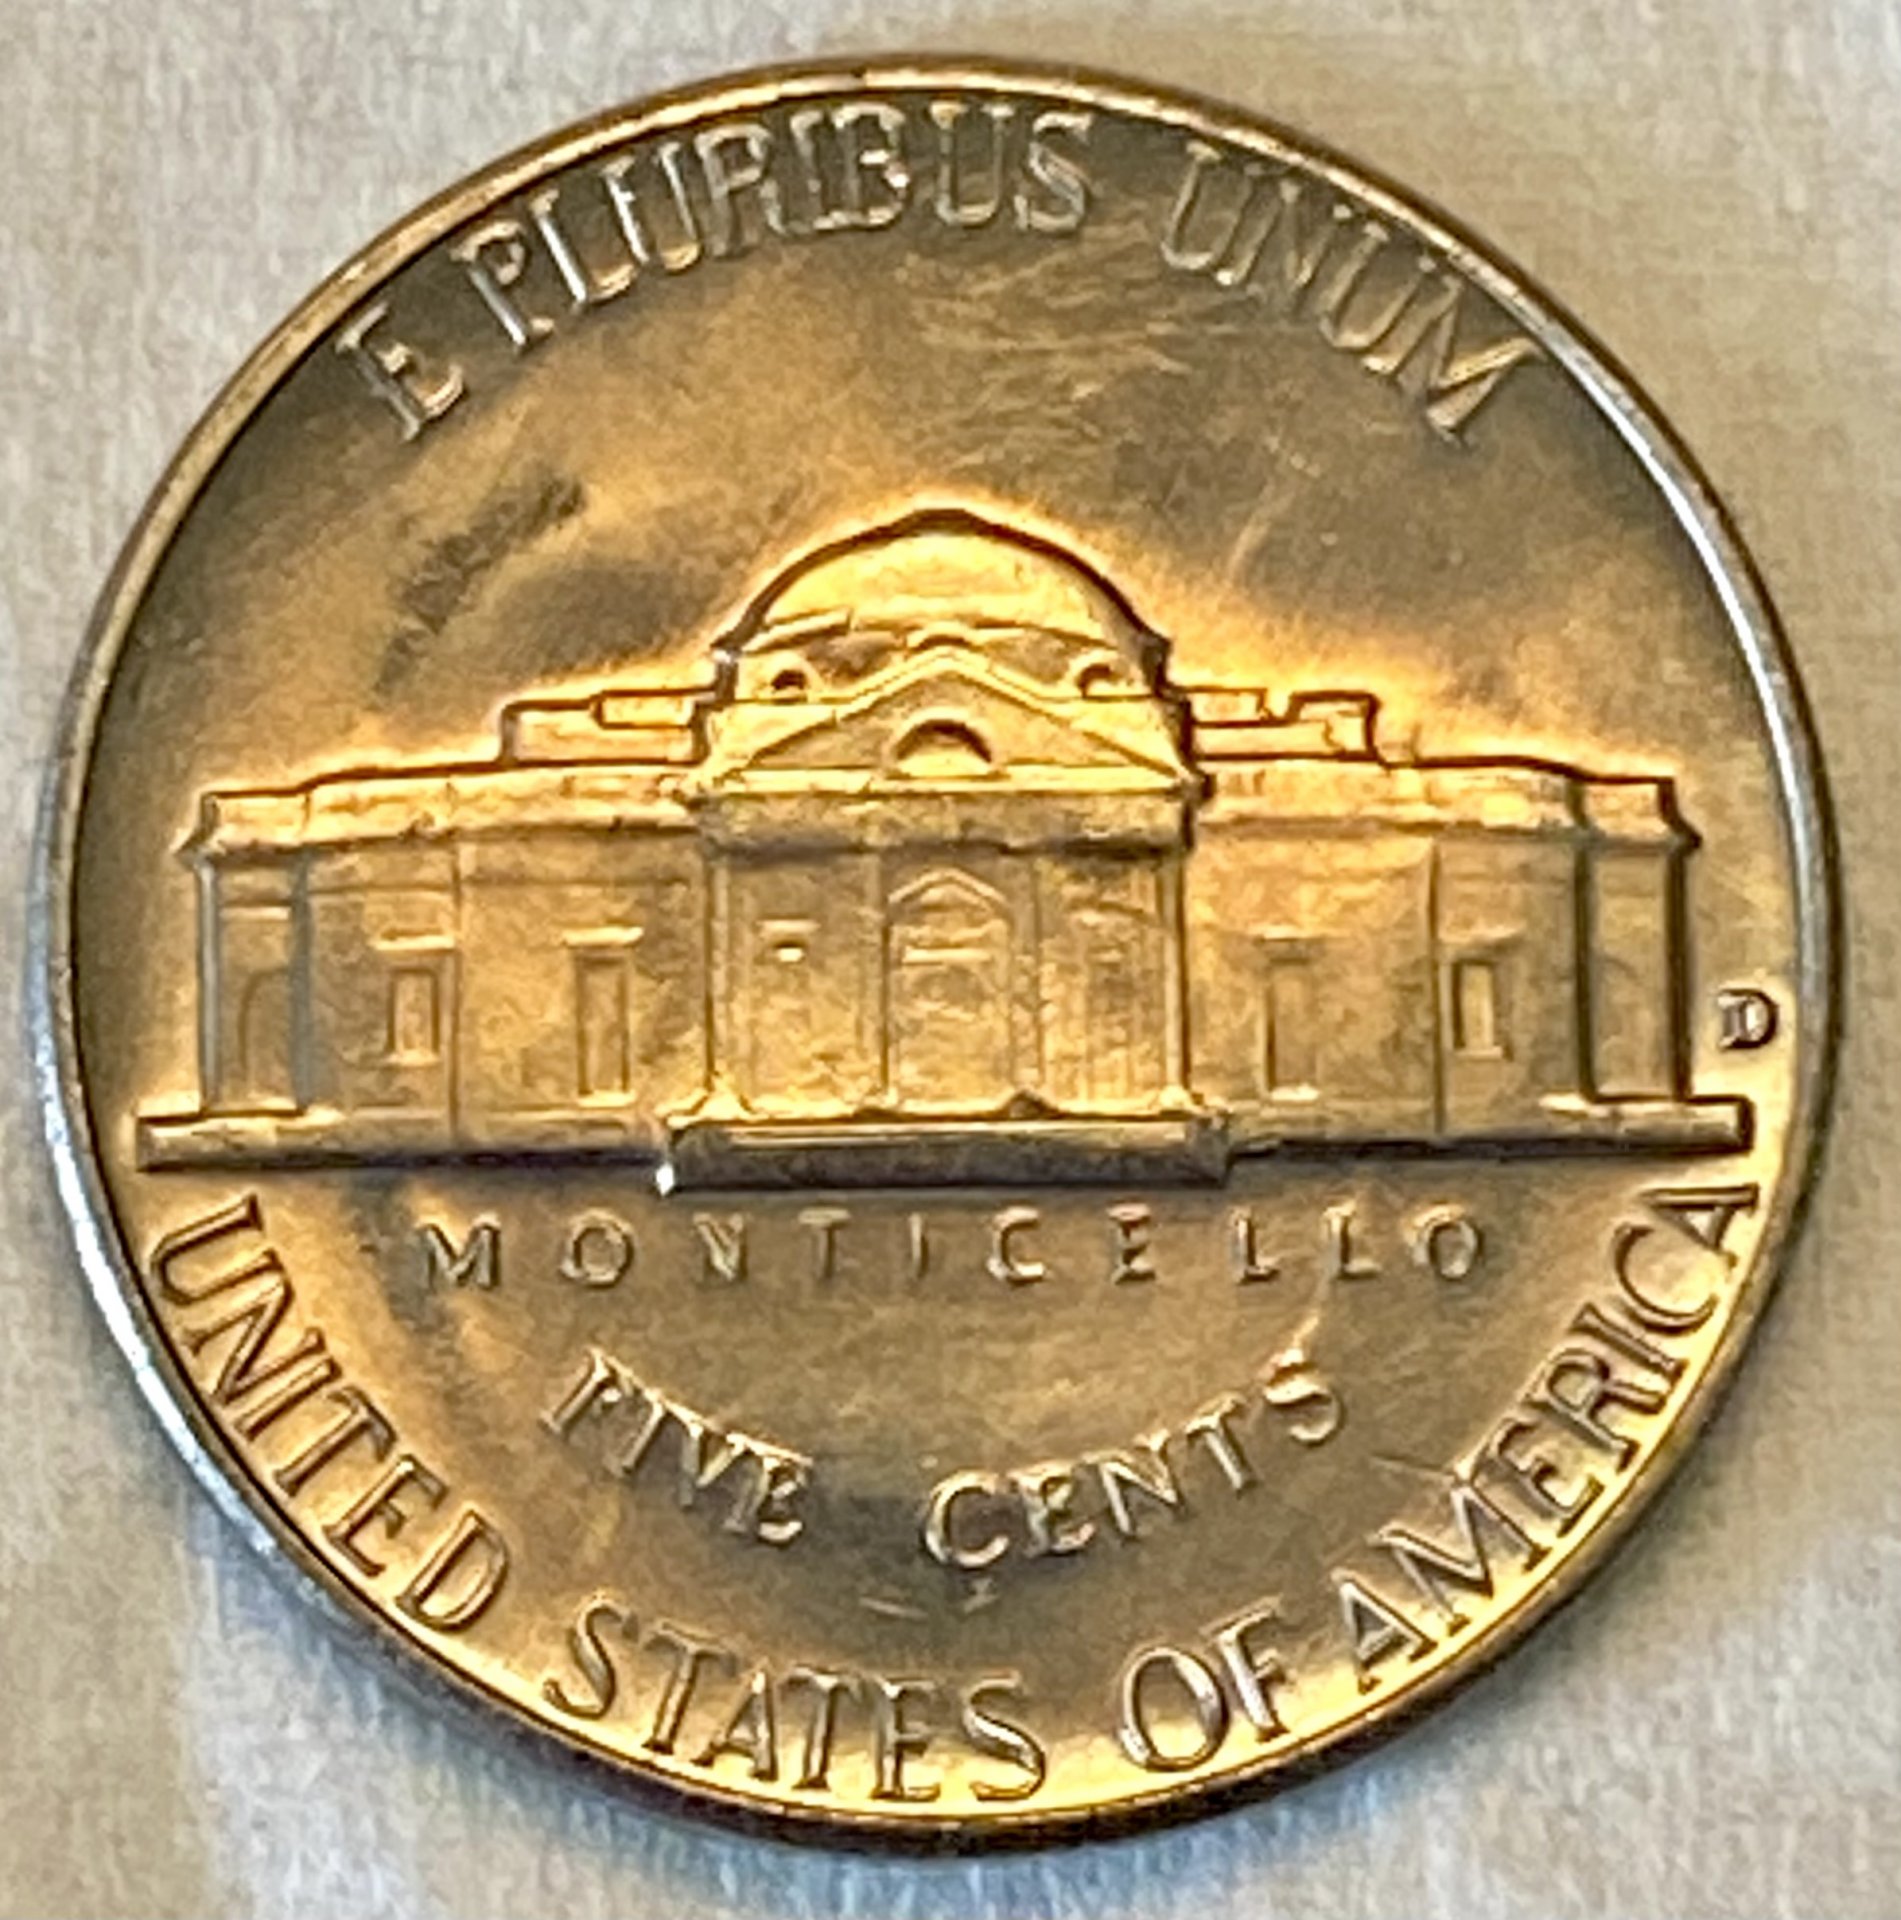 E PLURIBUS UNUM
D
MONTICELLO
FIVE CENTS
UNITED STATES OF AMERICA